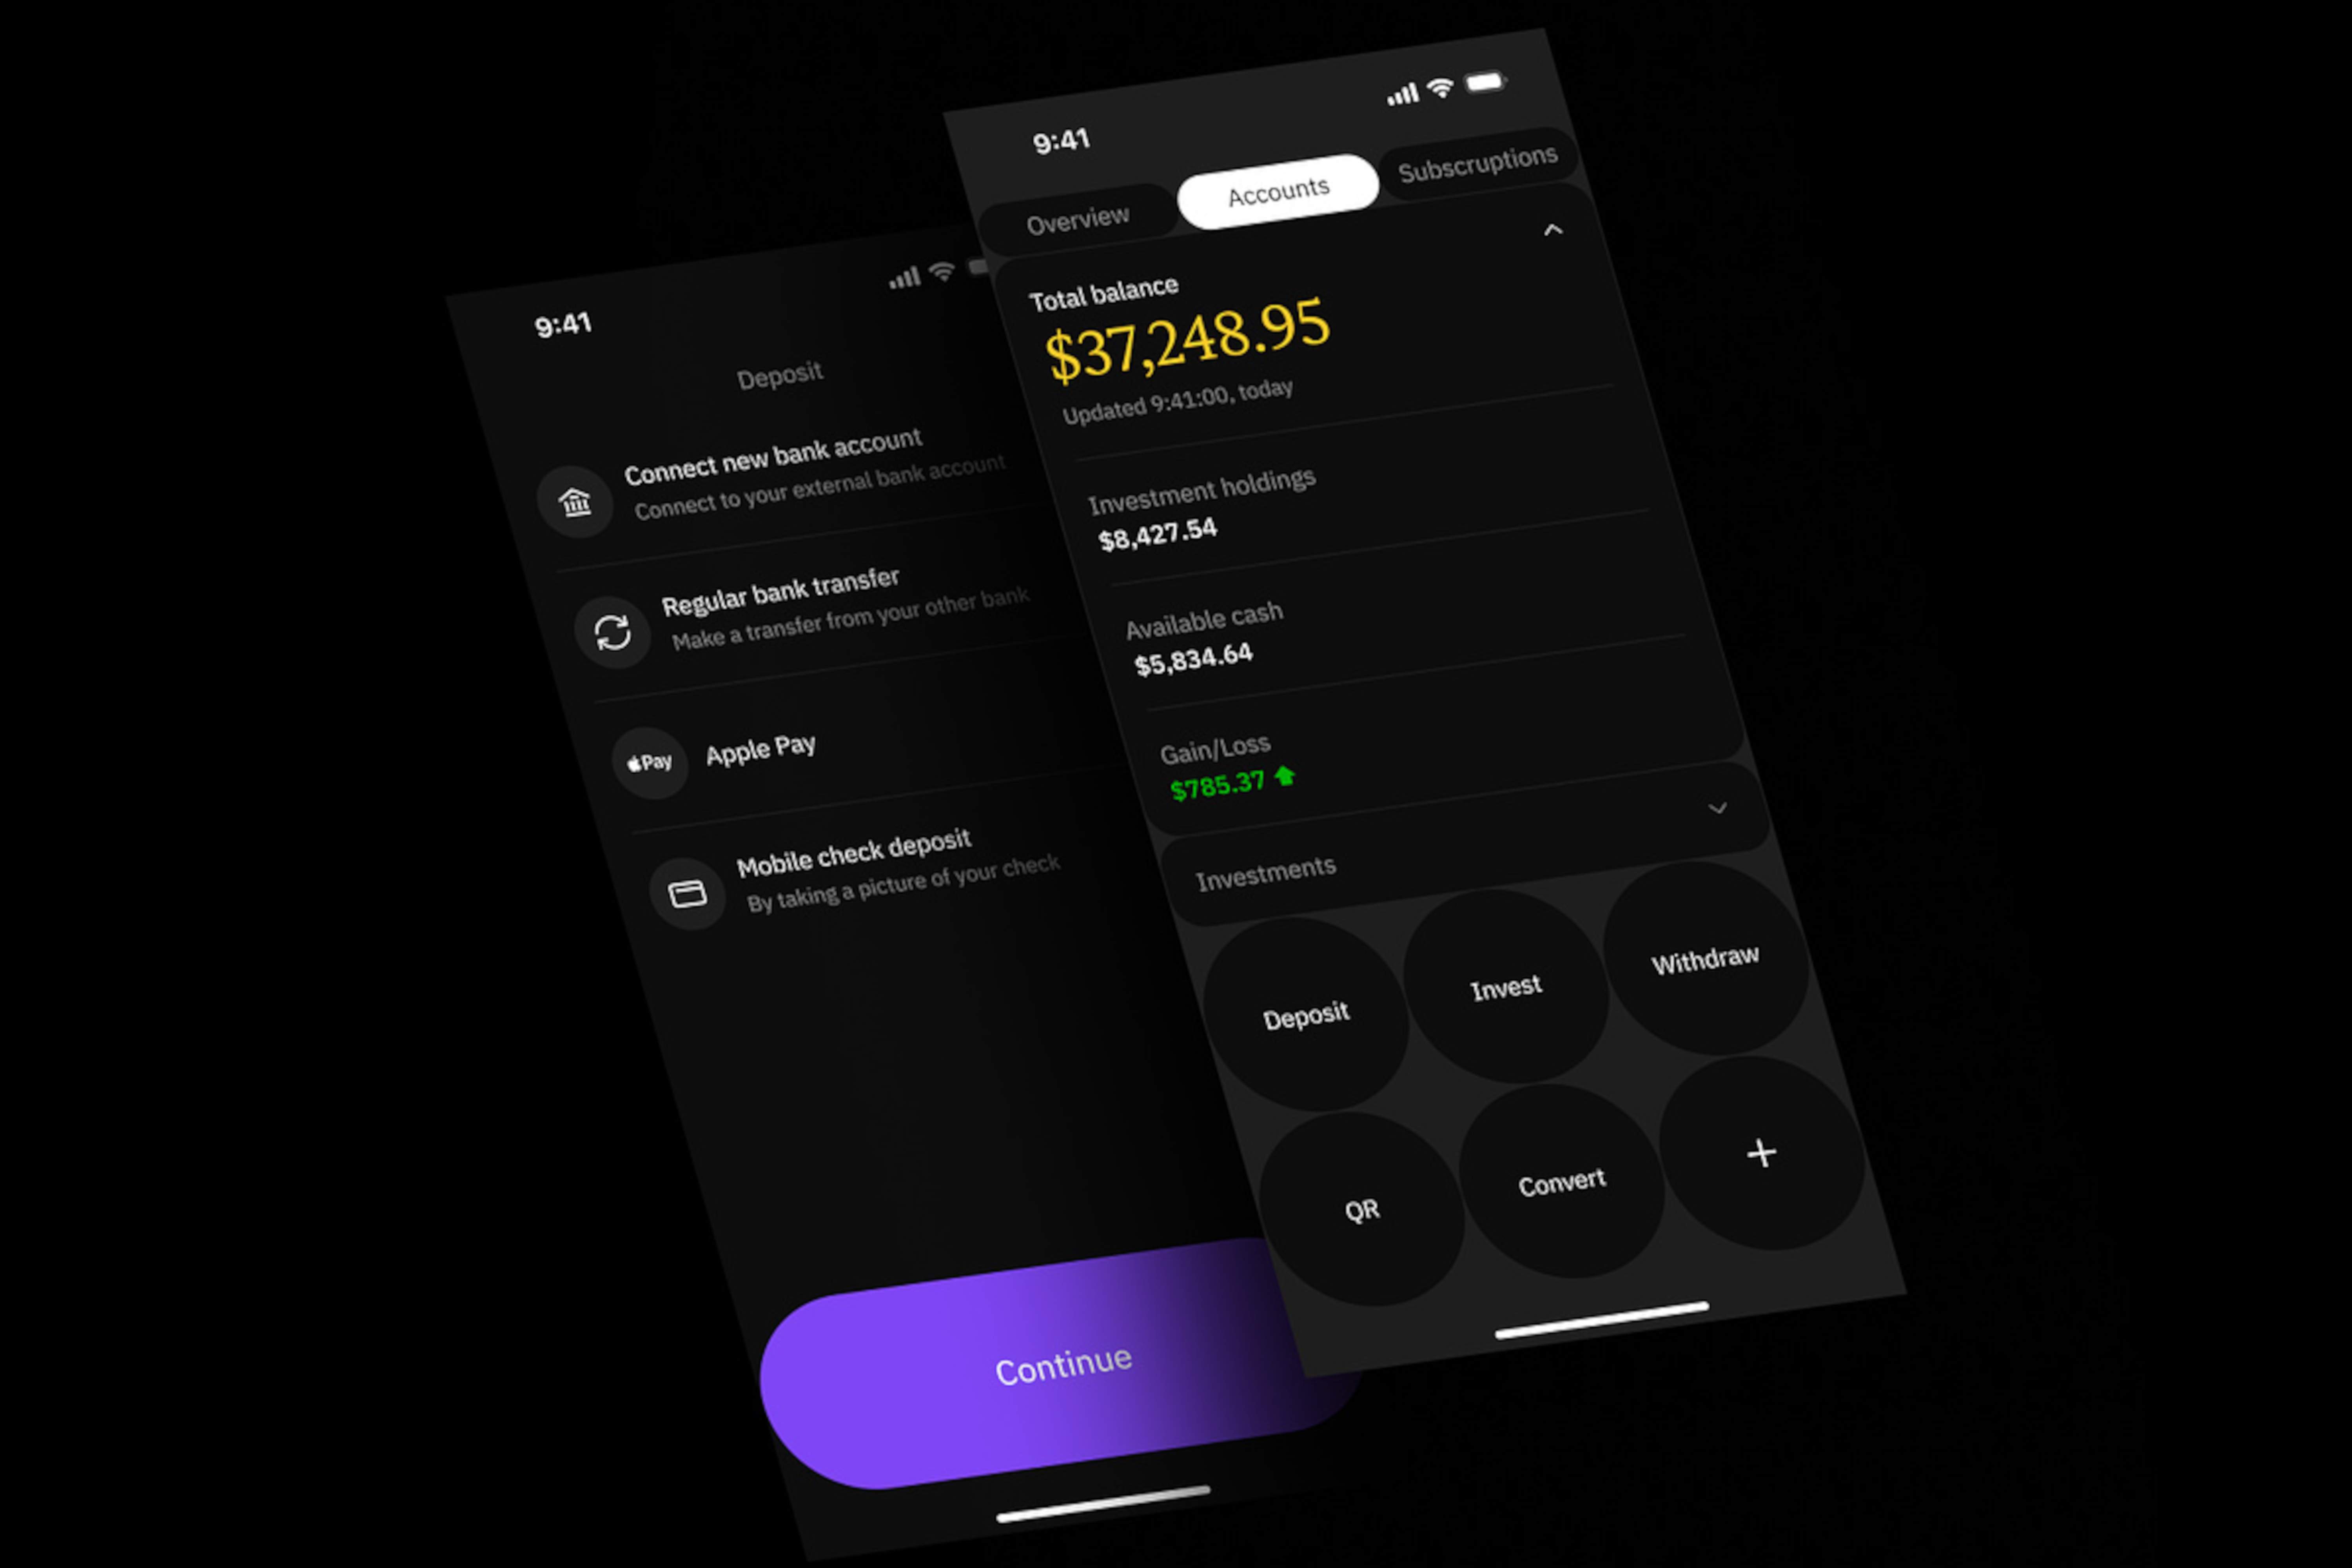 9:41
Deposit
Connect new bank account
Connect to your external bank account
Regular bank transfer
Make a transfer from your other bank
Pay
Apple Pay
Mobile check deposit
By taking a picture of your check
Continue
9:41
Overview
Accounts
Subscruptions
Total balance
$37,248.95
Updated 9:41:00, today
Investment holdings
$8,427.54
Available cash
$5,834.64
Gain/Loss
$785.37
Investments
Deposit
Invest
Withdraw
QR
Convert
+